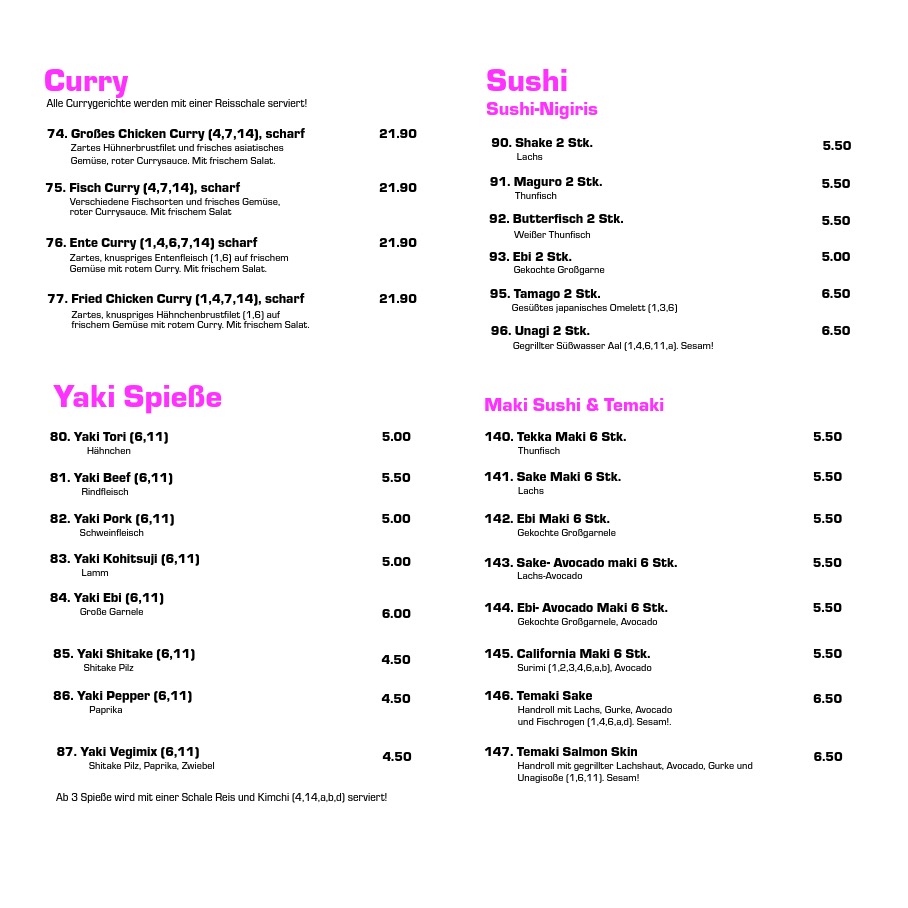 Curry
Alle Currygerichte werden mit einer Reisschale serviert!
74. Großes Chicken Curry (4,7,14), scharf 21.90
Zartes Hühnerbrustfilet und frisches asiatisches
Gemüse, roter Currysauce. Mit frischem Salat.
75. Fisch Curry (4,7,14), scharf 21.90
Verschiedene Fischsorten und frisches Gemüse,
roter Currysauce. Mit frischem Salat
76. Ente Curry (1,4,6,7,14) scharf 21.90
Zartes, knuspriges Entenfleisch (1,6) auf frischem
Gemüse mit rotem Curry. Mit frischem Salat.
77. Fried Chicken Curry (1,4,7,14), scharf 21.90
Zartes, knuspriges Hähnchenbrustfilet (1,6) auf
frischem Gemüse mit rotem Curry. Mit frischem Salat.
Yaki Spieße
80. Yaki Tori (6,11) 5.00
Hähnchen
81. Yaki Beef (6,11) 5.50
Rindfleisch
82. Yaki Pork (6,11) 5.00
Schweinfleisch
83. Yaki Kohitsuji (6,11) 5.00
Lamm
84. Yaki Ebi (6,11) 6.00
Große Garnele
85. Yaki Shitake (6,11) 4.50
Shitake Pilz
86. Yaki Pepper (6,11) 4.50
Paprika
87. Yaki Vegimix (6,11) 4.50
Shitake Pilz, Paprika, Zwiebel
Ab 3 Spieße wird mit einer Schale Reis und Kimchi (4,14,a,b,d) serviert!
Sushi
Sushi-Nigiris
90. Shake 2 Stk. 5.50
Lachs
91. Maguro 2 Stk. 5.50
Thunfisch
92. Butterfisch 2 Stk. 5.50
Weißer Thunfisch
93. Ebi 2 Stk. 5.00
Gekochte Großgarne
95. Tamago 2 Stk. 6.50
Gesüßtes japanisches Omelett (1,3,6)
96. Unagi 2 Stk. 6.50
Gegrillter Süßwasser Aal (1,4,6,11,a). Sesam!
Maki Sushi & Temaki
140. Tekka Maki 6 Stk. 5.50
Thunfisch
141. Sake Maki 6 Stk. 5.50
Lachs
142. Ebi Maki 6 Stk. 5.50
Gekochte Großgarnele
143. Sake- Avocado maki 6 Stk. 5.50
Lachs-Avocado
144. Ebi- Avocado Maki 6 Stk. 5.50
Gekochte Großgarnele, Avocado
145. California Maki 6 Stk. 5.50
Surimi (1,2,3,4,6,a,b), Avocado
146. Temaki Sake 6.50
Handroll mit Lachs, Gurke, Avocado
und Fischrogen (1,4,6,a,d). Sesam!.
147. Temaki Salmon Skin 6.50
Handroll mit gegrillter Lachshaut, Avocado, Gurke und
Unagisoße (1,6,11). Sesam!